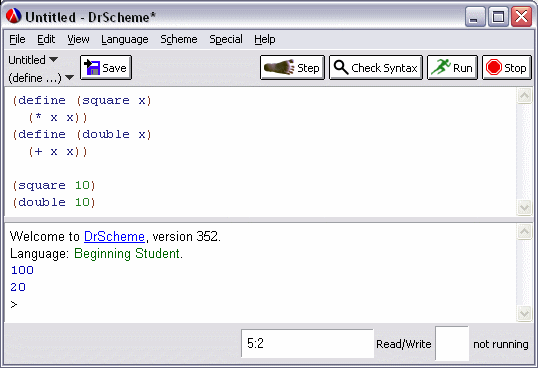 Untitled - DrScheme*
File Edit View Language Scheme Special Help
Untitled
(define ...)
Save
Step
Check Syntax
Run
Stop
(define (square x)
  (* x x))
(define (double x)
  (+ x x))
(square 10)
(double 10)
Welcome to DrScheme, version 352.
Language: Beginning Student.
100
20
>
5:2 Read/Write not running